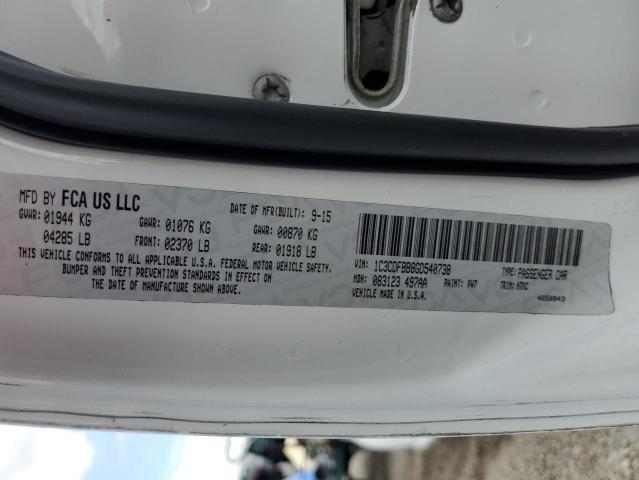 MFD BY FCA US LLC
DATE OF MFR(BUILT): 9-15
GVWR: 01944 KG
GAWR: 01076 KG
GAWR: 00870 KG
04285 LB
FRONT: 02370 LB
REAR: 01918 LB
THIS VEHICLE CONFORMS TO ALL APPLICABLE U.S.A. FEDERAL MOTOR VEHICLE SAFETY,
BUMPER AND THEFT PREVENTION STANDARDS IN EFFECT ON
THE DATE OF MANUFACTURE SHOWN ABOVE.
VIN: 1C3CDFBB8GD540738
TYPE: PASSENGER CAR
MDH: 083123 497AA
PAINT: PW7
TRIM: H7XC
VEHICLE MADE IN U.S.A.
4658943